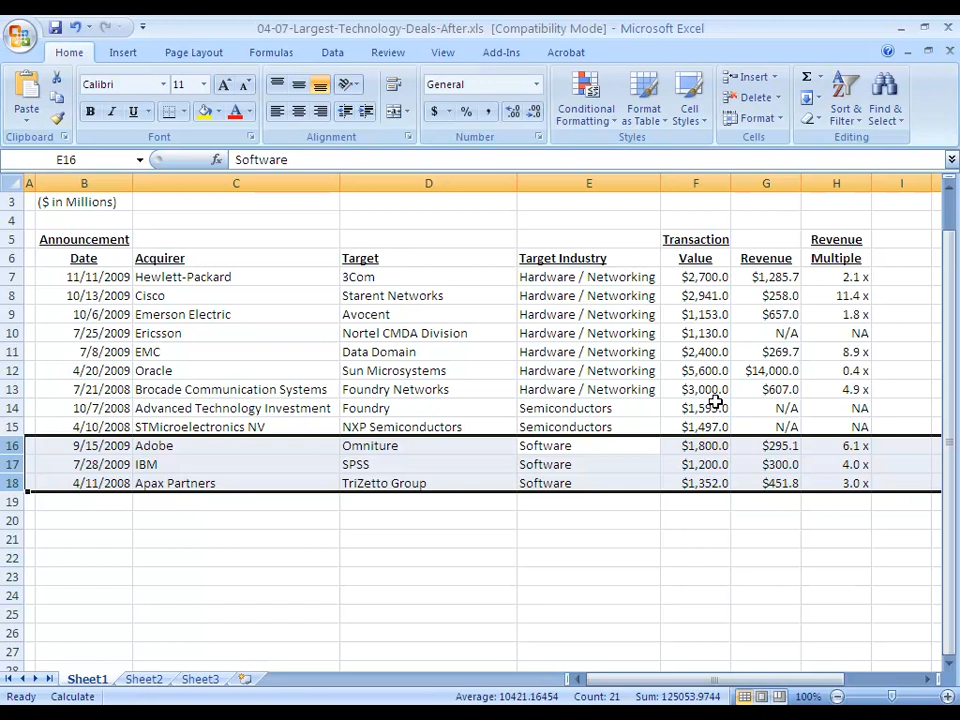 04-07-Largest-Technology-Deals-After.xls [Compatibility Mode] - Microsoft Excel
Home Insert Page Layout Formulas Data Review View Add-Ins Acrobat
Calibri 11 General Insert Σ
Paste B I U $ % , Conditional Format Cell Delete Sort & Find &
Formatting as Table Styles Format Filter Select
Clipboard Font Alignment Number Styles Cells Editing
E16 fx Software
A B C D E F G H I
3 ($ in Millions)
4
5 Announcement Transaction Revenue
6 Date Acquirer Target Target Industry Value Revenue Multiple
7 11/11/2009 Hewlett-Packard 3Com Hardware / Networking $2,700.0 $1,285.7 2.1 x
8 10/13/2009 Cisco Starent Networks Hardware / Networking $2,941.0 $258.0 11.4 x
9 10/6/2009 Emerson Electric Avocent Hardware / Networking $1,153.0 $657.0 1.8 x
10 7/25/2009 Ericsson Nortel CMDA Division Hardware / Networking $1,130.0 N/A NA
11 7/8/2009 EMC Data Domain Hardware / Networking $2,400.0 $269.7 8.9 x
12 4/20/2009 Oracle Sun Microsystems Hardware / Networking $5,600.0 $14,000.0 0.4 x
13 7/21/2008 Brocade Communication Systems Foundry Networks Hardware / Networking $3,000.0 $607.0 4.9 x
14 10/7/2008 Advanced Technology Investment Foundry Semiconductors N/A NA
15 4/10/2008 STMicroelectronics NV NXP Semiconductors Semiconductors $1,497.0 N/A NA
16 9/15/2009 Adobe Omniture Software $1,800.0 $295.1 6.1 x
17 7/28/2009 IBM SPSS Software $1,200.0 $300.0 4.0 x
18 4/11/2008 Apax Partners TriZetto Group Software $1,352.0 $451.8 3.0 x
19
20
21
22
23
24
25
26
27
28
Sheet1 Sheet2 Sheet3
Ready Calculate Average: 10421.16454 Count: 21 Sum: 125053.9744 100%